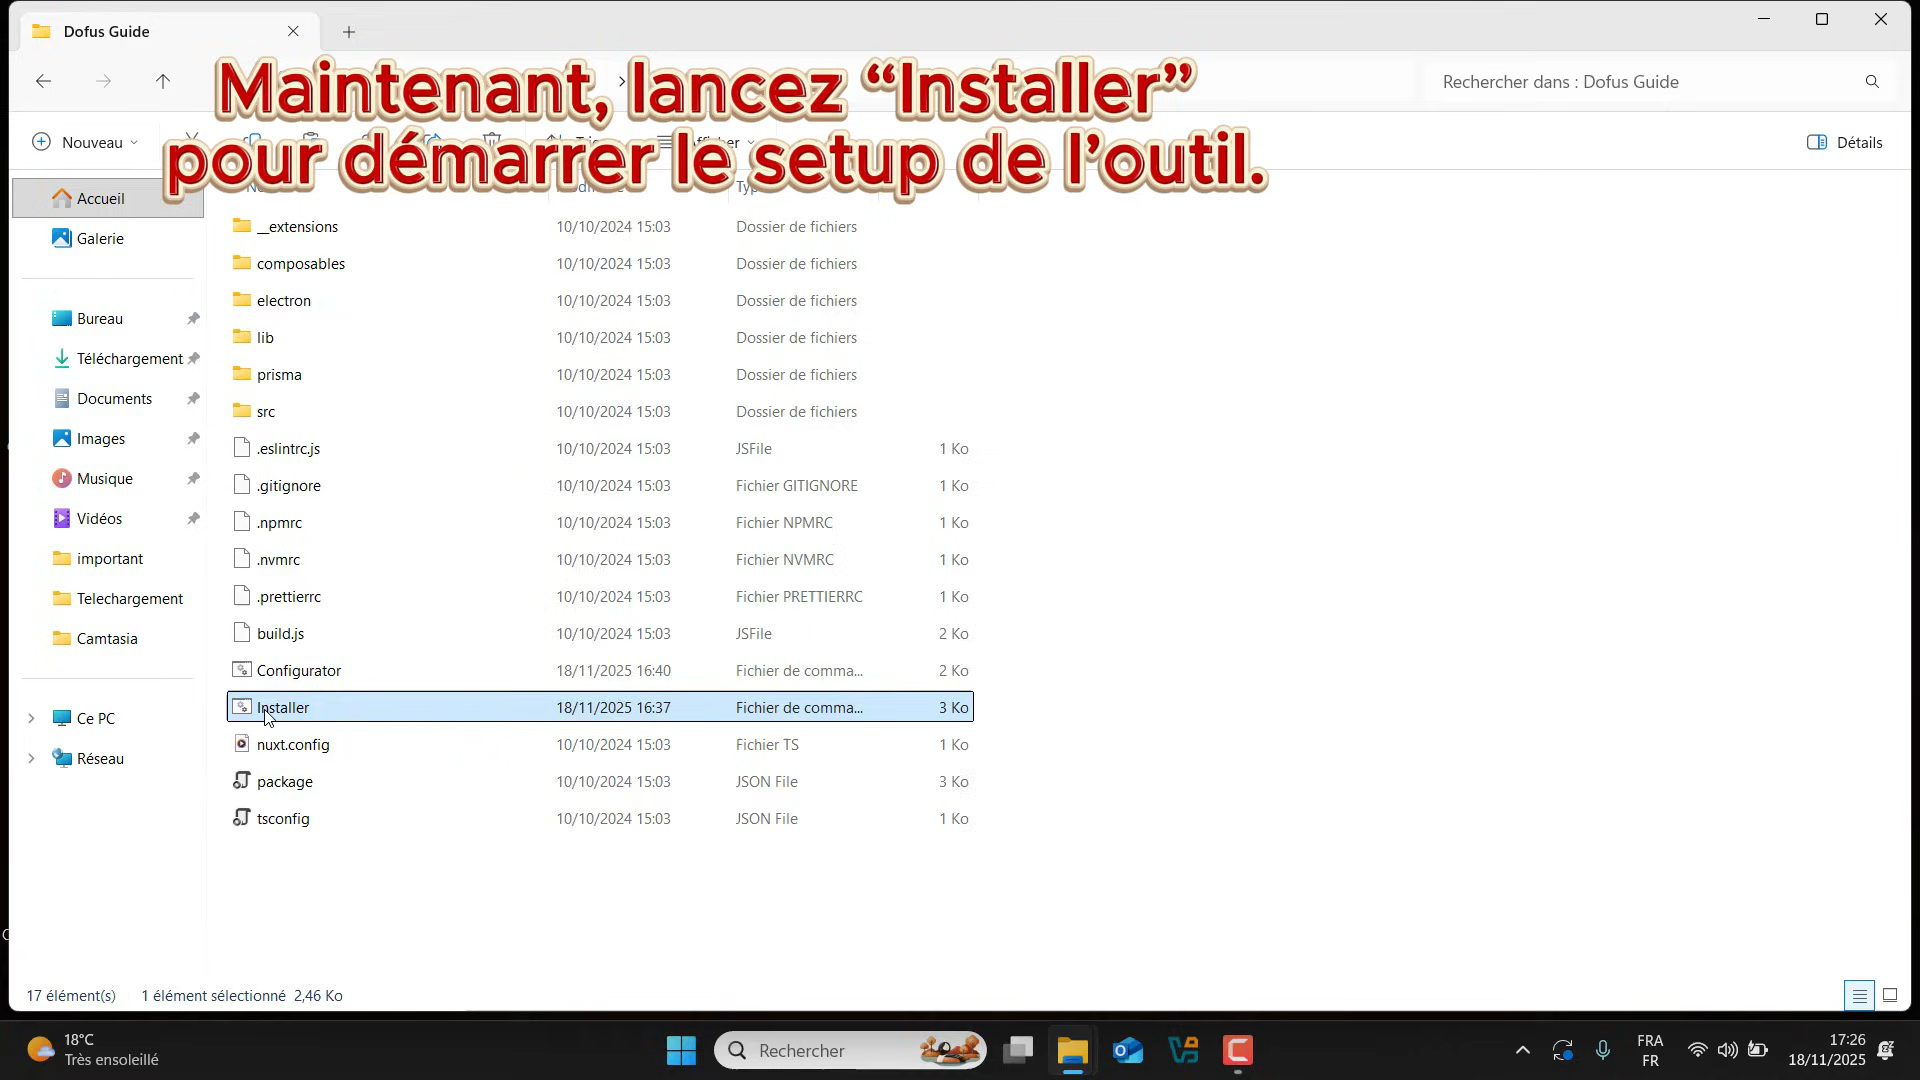 Dofus Guide
Maintenant, lancez “Installer”
pour démarrer le setup de l’outil.
Rechercher dans : Dofus Guide
Nouveau
Détails
Accueil
Galerie
Bureau
Téléchargement
Documents
Images
Musique
Vidéos
important
Telechargement
Camtasia
Ce PC
Réseau
__extensions 10/10/2024 15:03 Dossier de fichiers
composables 10/10/2024 15:03 Dossier de fichiers
electron 10/10/2024 15:03 Dossier de fichiers
lib 10/10/2024 15:03 Dossier de fichiers
prisma 10/10/2024 15:03 Dossier de fichiers
src 10/10/2024 15:03 Dossier de fichiers
.eslintrc.js 10/10/2024 15:03 JSFile 1 Ko
.gitignore 10/10/2024 15:03 Fichier GITIGNORE 1 Ko
.npmrc 10/10/2024 15:03 Fichier NPMRC 1 Ko
.nvmrc 10/10/2024 15:03 Fichier NVMRC 1 Ko
.prettierrc 10/10/2024 15:03 Fichier PRETTIERRC 1 Ko
build.js 10/10/2024 15:03 JSFile 2 Ko
Configurator 18/11/2025 16:40 Fichier de comma... 2 Ko
Installer 18/11/2025 16:37 Fichier de comma... 3 Ko
nuxt.config 10/10/2024 15:03 Fichier TS 1 Ko
package 10/10/2024 15:03 JSON File 3 Ko
tsconfig 10/10/2024 15:03 JSON File 1 Ko
17 élément(s) 1 élément sélectionné 2,46 Ko
18°C
Très ensoleillé
Rechercher
FRA
FR
17:26
18/11/2025